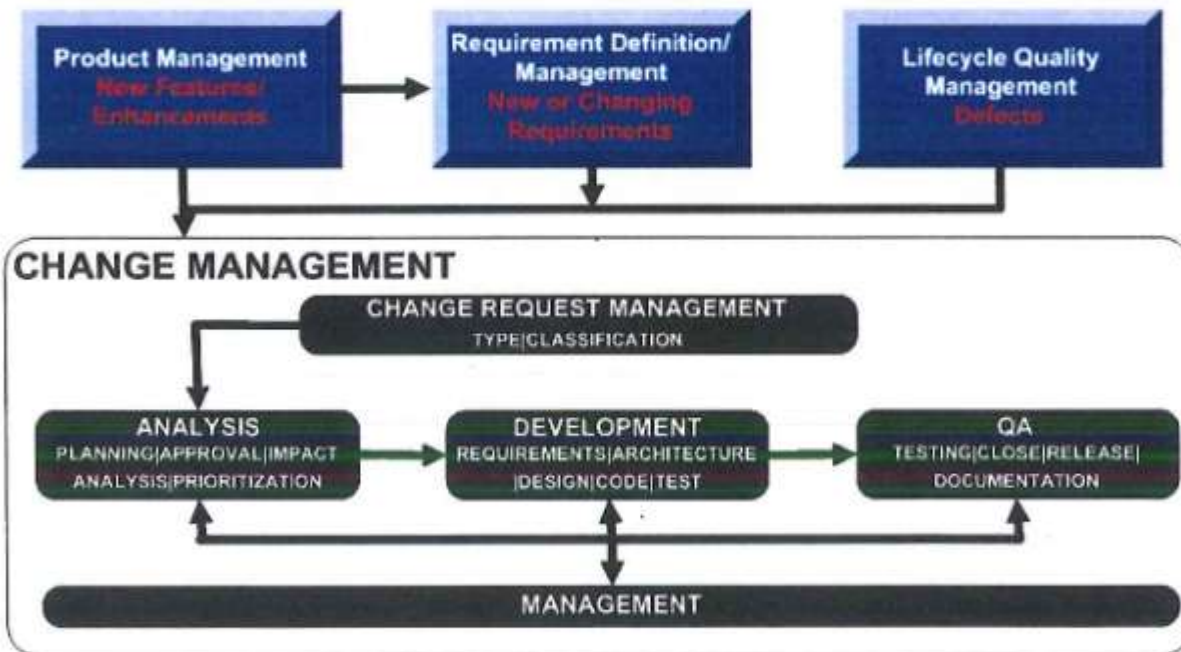 Product Management
New Features/
Enhancements
Requirement Definition/
Management
New or Changing
Requirements
Lifecycle Quality
Management
Defects
CHANGE MANAGEMENT
CHANGE REQUEST MANAGEMENT
TYPE|CLASSIFICATION
ANALYSIS
PLANNING|APPROVAL|IMPACT
ANALYSIS|PRIORITIZATION
DEVELOPMENT
REQUIREMENTS|ARCHITECTURE
|DESIGN|CODE|TEST
QA
TESTING|CLOSE|RELEASE|
DOCUMENTATION
MANAGEMENT